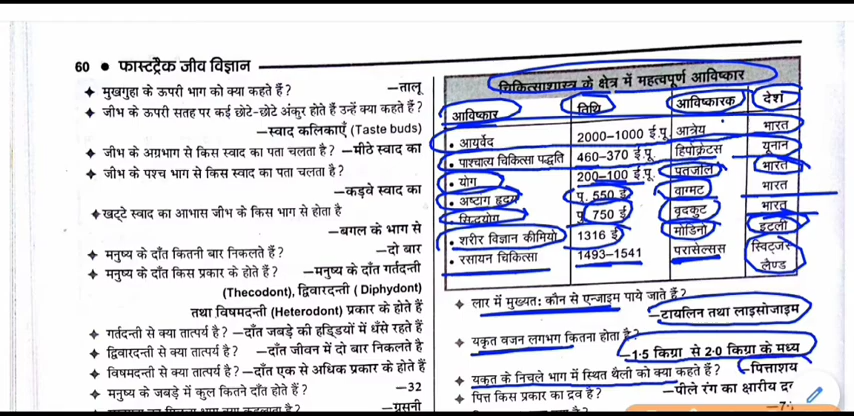 60 ● फास्टट्रैक जीव विज्ञान
✦ मुखगुहा के ऊपरी भाग को क्या कहते हैं? —तालू
✦ जीभ के ऊपरी सतह पर कई छोटे-छोटे अंकुर होते हैं उन्हें क्या कहते हैं?
—स्वाद कलिकाएँ (Taste buds)
✦ जीभ के अग्रभाग से किस स्वाद का पता चलता है? —मीठे स्वाद का
✦ जीभ के पश्च भाग से किस स्वाद का पता चलता है?
—कड़वे स्वाद का
✦ खट्टे स्वाद का आभास जीभ के किस भाग से होता है
—बगल के भाग से
✦ मनुष्य के दाँत कितनी बार निकलते हैं? —दो बार
✦ मनुष्य के दाँत किस प्रकार के होते हैं? —मनुष्य के दाँत गर्तदन्ती
(Thecodont), द्विवारदन्ती ( Diphydont)
तथा विषमदन्ती (Heterodont) प्रकार के होते हैं
✦ गर्तदन्ती से क्या तात्पर्य है? —दाँत जबड़े की हड्डियों में धँसे रहते हैं
✦ द्विवारदन्ती से क्या तात्पर्य है? —दाँत जीवन में दो बार निकलते है
✦ विषमदन्ती से क्या तात्पर्य है? —दाँत एक से अधिक प्रकार के होते हैं
✦ मनुष्य के जबड़े में कुल कितने दाँत होते हैं? —32
—ग्रसनी
चिकित्साशास्त्र के क्षेत्र में महत्वपूर्ण आविष्कार
आविष्कार तिथि आविष्कारक देश
• आयुर्वेद 2000–1000 ई.पू. आत्रेय भारत
• पाश्चात्य चिकित्सा पद्धति 460–370 ई.पू. हिपोक्रेटस यूनान
• योग 200–100 ई.पू. पतंजलि भारत
• अष्टांग हृदय पू. 550 ई. वाग्भट भारत
• सिद्धयोग पू. 750 ई. वृदकुट भारत
• शरीर विज्ञान कीमियो 1316 ई. मोंडिनो इटली
• रसायन चिकित्सा 1493–1541 परासेल्सस स्विट्जर-
लैण्ड
✦ लार में मुख्यत: कौन से एन्जाइम पाये जाते हैं?
—टायलिन तथा लाइसोजाइम
✦ यकृत वजन लगभग कितना होता है?
—1·5 किग्रा से 2·0 किग्रा के मध्य
✦ यकृत के निचले भाग में स्थित थैली को क्या कहते हैं? —पित्ताशय
✦ पित्त किस प्रकार का द्रव है? —पीले रंग का क्षारीय